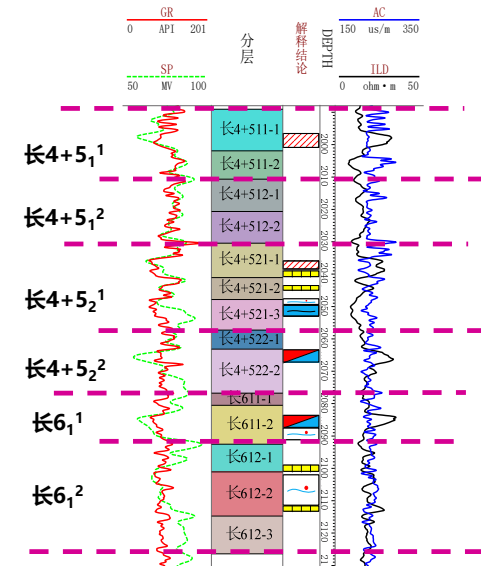 GR
0 API 201
SP
50 MV 100
分层
解释结论
DEPTH
AC
150 us/m 350
ILD
0 ohm·m 50
长4+5₁¹
长4+5₁²
长4+5₂¹
长4+5₂²
长6₁¹
长6₁²
长4+511-1
长4+511-2
长4+512-1
长4+512-2
长4+521-1
长4+521-2
长4+521-3
长4+522-1
长4+522-2
长611-1
长611-2
长612-1
长612-2
长612-3
2000
2010
2020
2030
2040
2050
2060
2070
2080
2090
2100
2110
2120